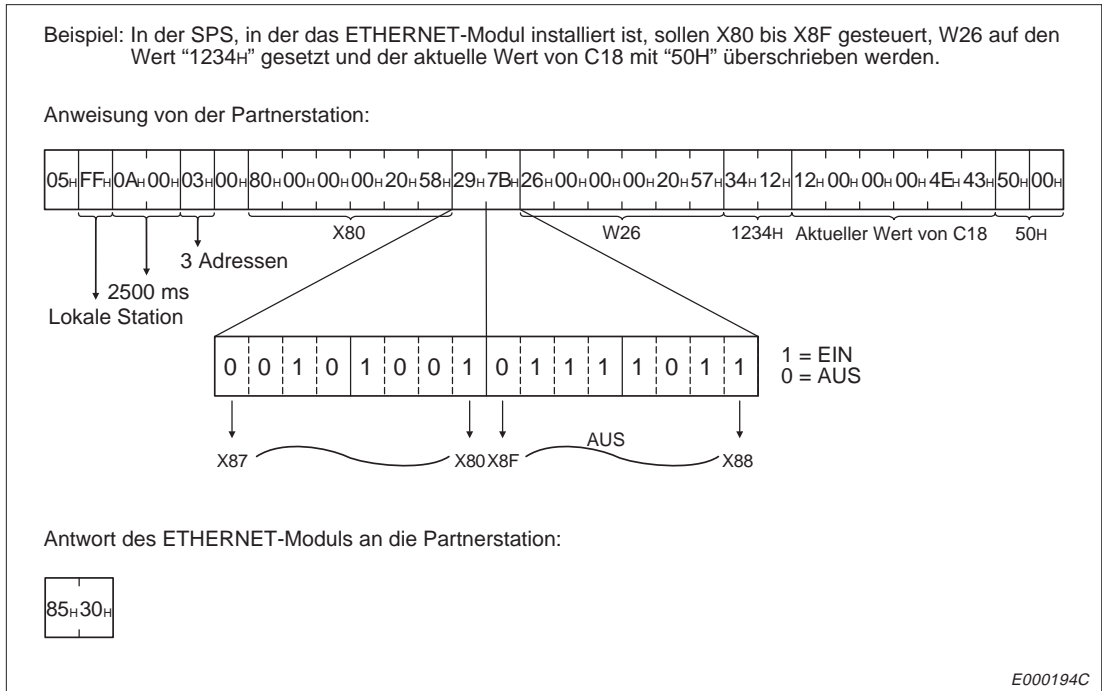 Beispiel: In der SPS, in der das ETHERNET-Modul installiert ist, sollen X80 bis X8F gesteuert, W26 auf den
Wert “1234H” gesetzt und der aktuelle Wert von C18 mit “50H” überschrieben werden.
Anweisung von der Partnerstation:
05H FFH 0AH 00H 03H 00H 80H 00H 00H 00H 20H 58H 29H 7BH 26H 00H 00H 00H 20H 57H 34H 12H 12H 00H 00H 00H 4EH 43H 50H 00H
X80 W26 1234H Aktueller Wert von C18 50H
3 Adressen
2500 ms
Lokale Station
0 0 1 0 1 0 0 1 0 1 1 1 1 0 1 1
1 = EIN
0 = AUS
AUS
X87 X80 X8F X88
Antwort des ETHERNET-Moduls an die Partnerstation:
85H 30H
E000194C